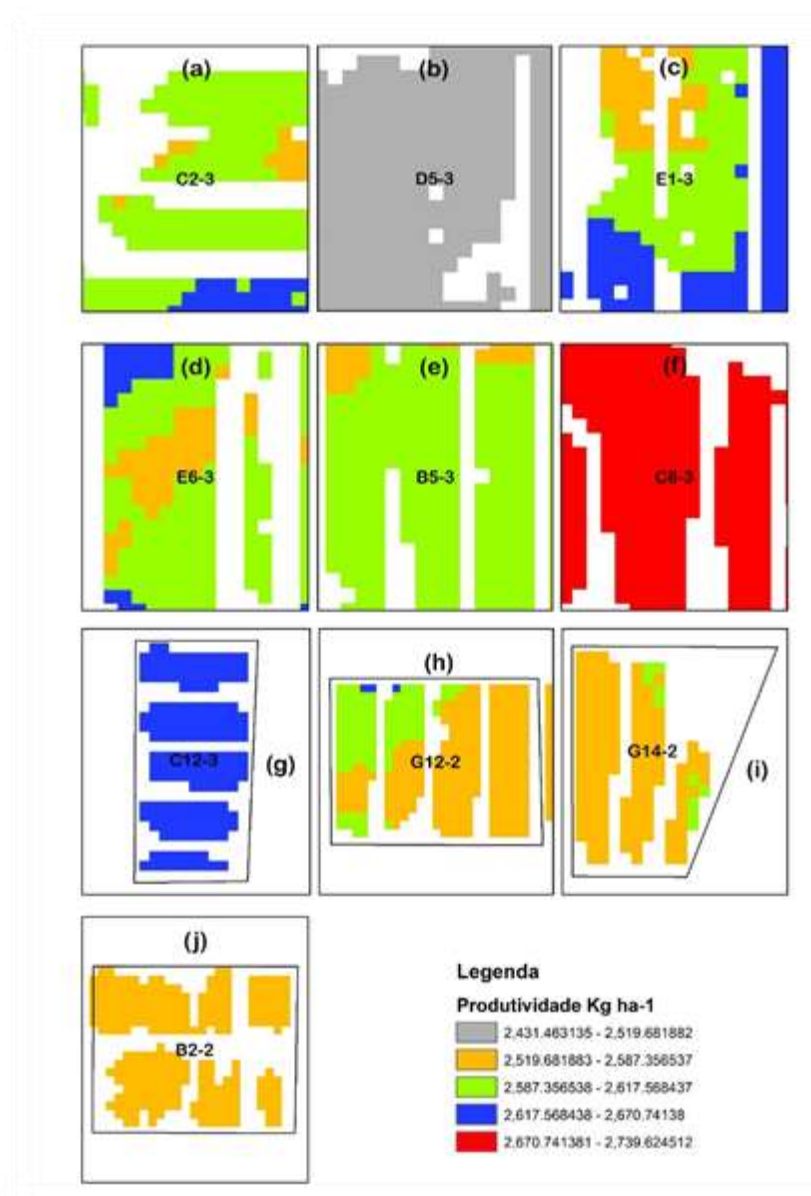 (a) (b) (c)
C2-3 D5-3 E1-3
(d) (e) (f)
E6-3 B5-3 C8-3
(h)
C12-3 (g) G12-2 G14-2 (i)
(j)
B2-2
Legenda
Produtividade Kg ha-1
2,431.463135 - 2,519.681882
2,519.681883 - 2,587.356537
2,587.356538 - 2,617.568437
2,617.568438 - 2,670.74138
2,670.741381 - 2,739.624512